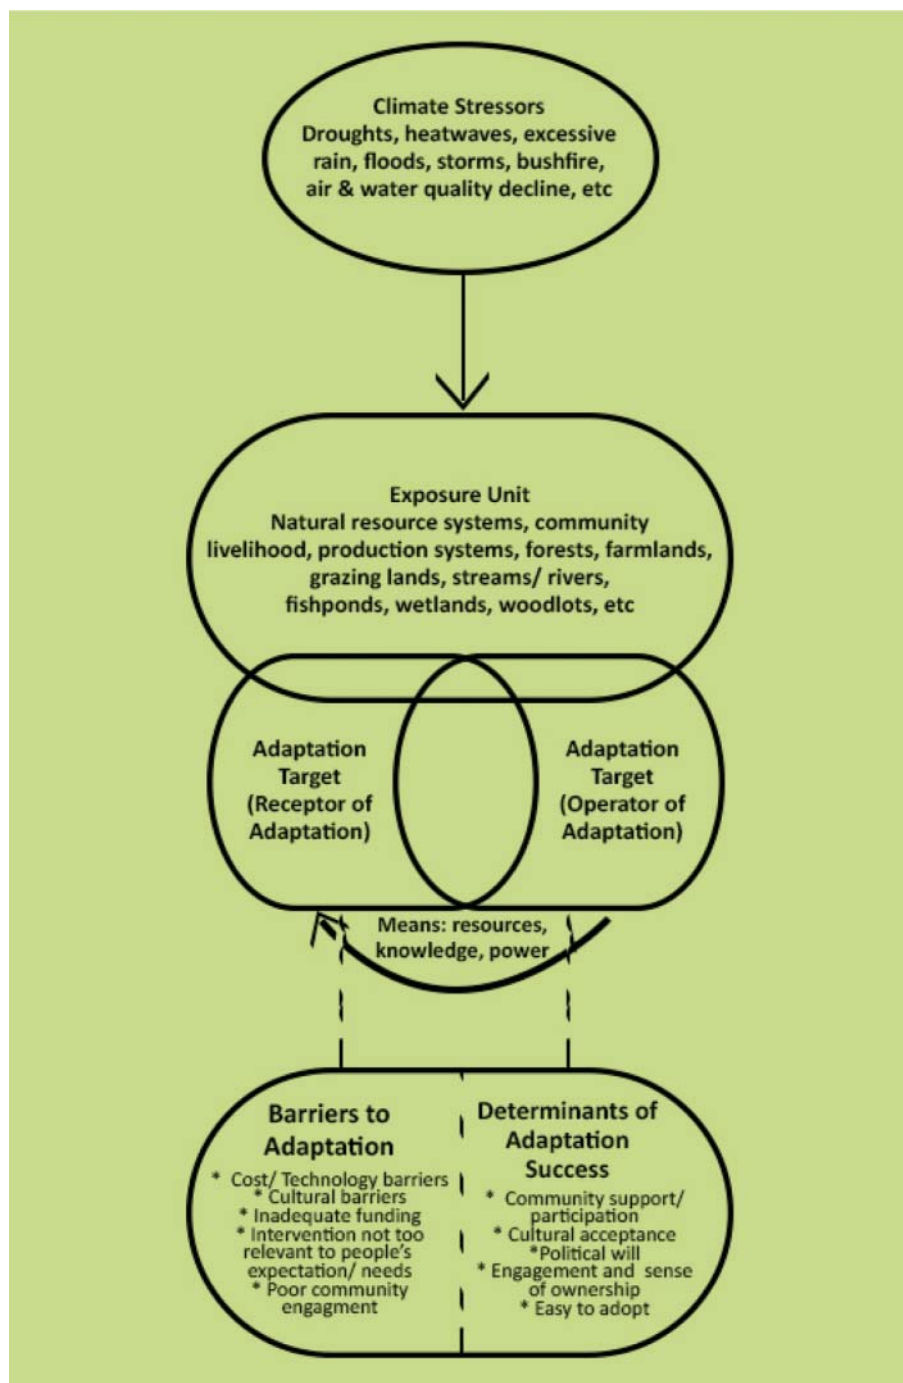 Climate Stressors
Droughts, heatwaves, excessive
rain, floods, storms, bushfire,
air & water quality decline, etc
Exposure Unit
Natural resource systems, community
livelihood, production systems, forests, farmlands,
grazing lands, streams/ rivers,
fishponds, wetlands, woodlots, etc
Adaptation
Target
(Receptor of
Adaptation)
Adaptation
Target
(Operator of
Adaptation)
Means: resources,
knowledge, power
Barriers to
Adaptation
* Cost/ Technology barriers
* Cultural barriers
* Inadequate funding
* Intervention not too
relevant to people's
expectation/ needs
* Poor community
engagment
Determinants of
Adaptation
Success
* Community support/
participation
* Cultural acceptance
*Political will
* Engagement and sense
of ownership
* Easy to adopt